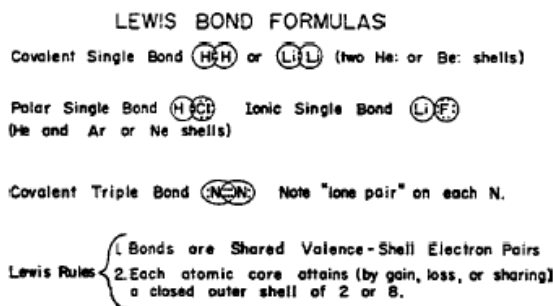 LEWIS BOND FORMULAS
Covalent Single Bond H:H or Li:Li (two He: or Be: shells)
Polar Single Bond H:Cl: Ionic Single Bond Li:F:
(He and Ar or Ne shells)
Covalent Triple Bond :N:::N: Note "lone pair" on each N.
Lewis Rules
1. Bonds are Shared Valence-Shell Electron Pairs
2. Each atomic core attains (by gain, loss, or sharing)
a closed outer shell of 2 or 8.